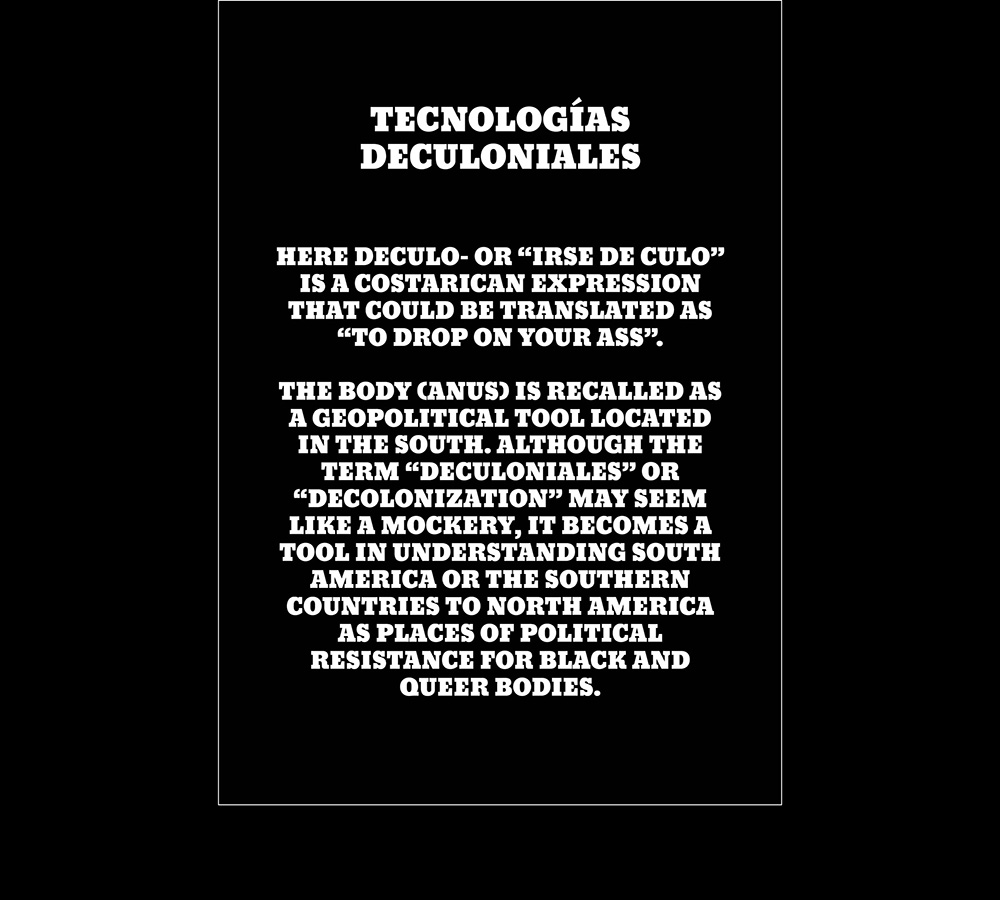 TECNOLOGÍAS
DECULONIALES
HERE DECULO- OR “IRSE DE CULO”
IS A COSTARICAN EXPRESSION
THAT COULD BE TRANSLATED AS
“TO DROP ON YOUR ASS”.
THE BODY (ANUS) IS RECALLED AS
A GEOPOLITICAL TOOL LOCATED
IN THE SOUTH. ALTHOUGH THE
TERM “DECULONIALES” OR
“DECOLONIZATION” MAY SEEM
LIKE A MOCKERY, IT BECOMES A
TOOL IN UNDERSTANDING SOUTH
AMERICA OR THE SOUTHERN
COUNTRIES TO NORTH AMERICA
AS PLACES OF POLITICAL
RESISTANCE FOR BLACK AND
QUEER BODIES.